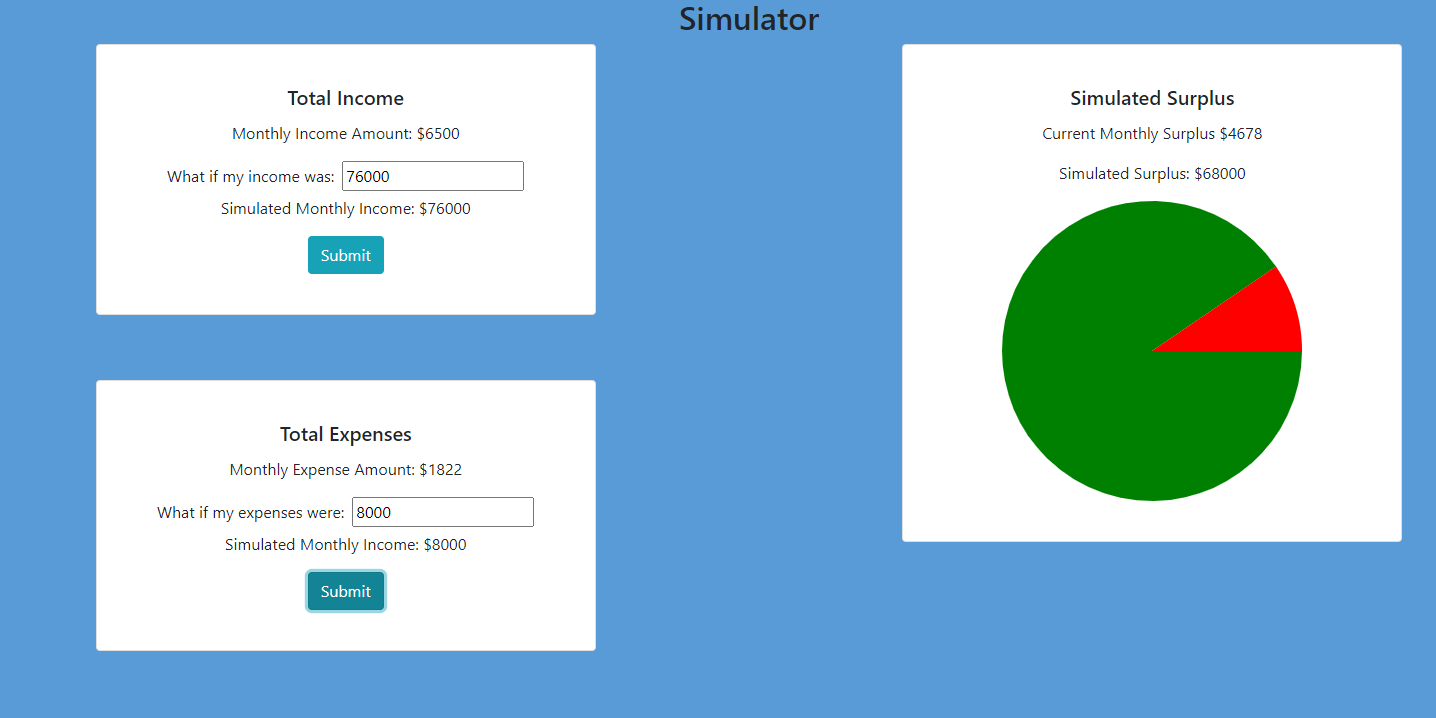 Simulator
Total Income
Monthly Income Amount: $6500
What if my income was: 76000
Simulated Monthly Income: $76000
Submit
Total Expenses
Monthly Expense Amount: $1822
What if my expenses were: 8000
Simulated Monthly Income: $8000
Submit
Simulated Surplus
Current Monthly Surplus $4678
Simulated Surplus: $68000